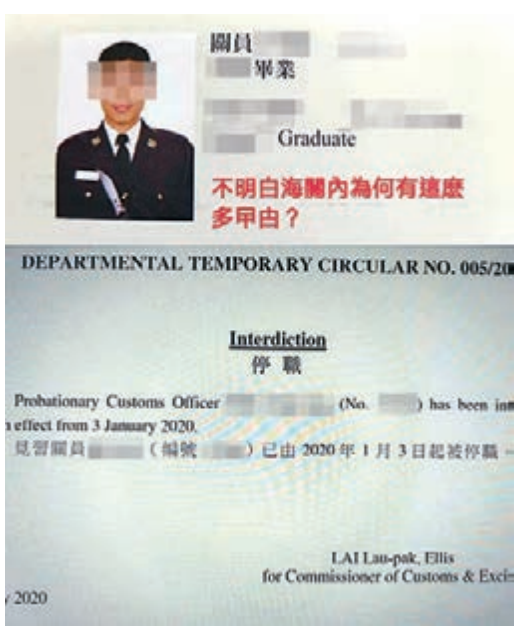 關員
畢業
Graduate
不明白海關內為何有這麼
多曱甴？
DEPARTMENTAL TEMPORARY CIRCULAR NO. 005/20
Interdiction
停 職
Probationary Customs Officer (No. ) has been in
effect from 3 January 2020.
見習關員 （編號 ）已由 2020 年 1 月 3 日起被停職
LAI Lau-pak, Ellis
for Commissioner of Customs & Excis
2020